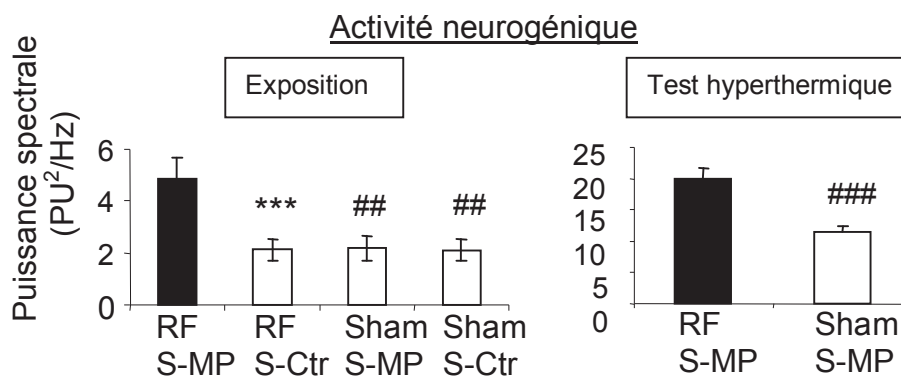 Activité neurogénique
Exposition
Test hyperthermique
Puissance spectrale
(PU²/Hz)
6
4
2
0
***
##
##
RF
S-MP
RF
S-Ctr
Sham
S-MP
Sham
S-Ctr
25
20
15
10
5
0
###
RF
S-MP
Sham
S-MP